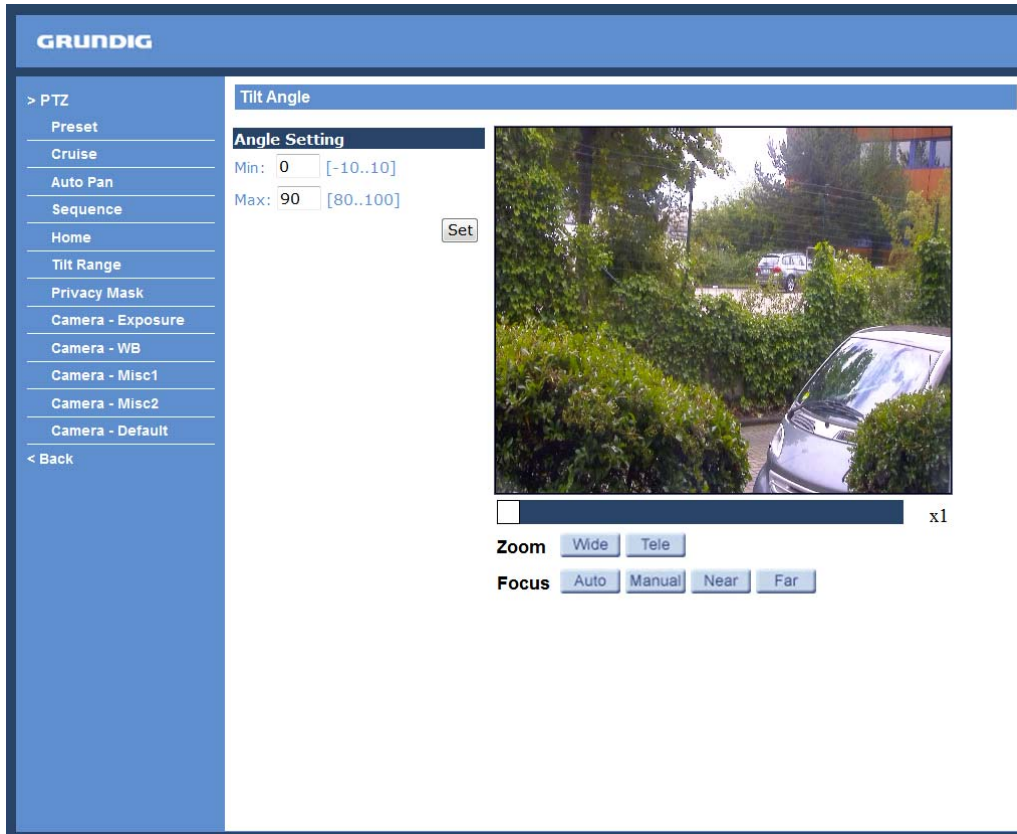 GRUNDIG
> PTZ
Preset
Cruise
Auto Pan
Sequence
Home
Tilt Range
Privacy Mask
Camera - Exposure
Camera - WB
Camera - Misc1
Camera - Misc2
Camera - Default
< Back
Tilt Angle
Angle Setting
Min: 0 [-10..10]
Max: 90 [80..100]
Set
x1
Zoom Wide Tele
Focus Auto Manual Near Far